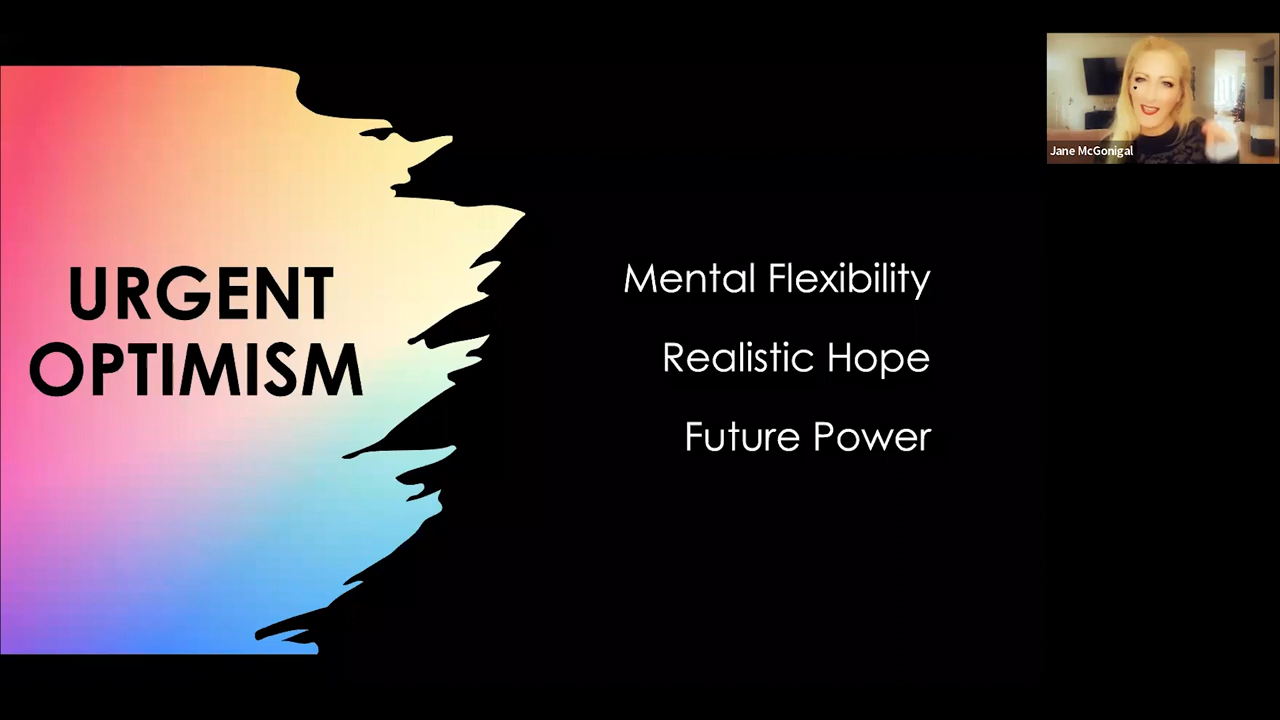 URGENT
OPTIMISM
Mental Flexibility
Realistic Hope
Future Power
Jane McGonigal